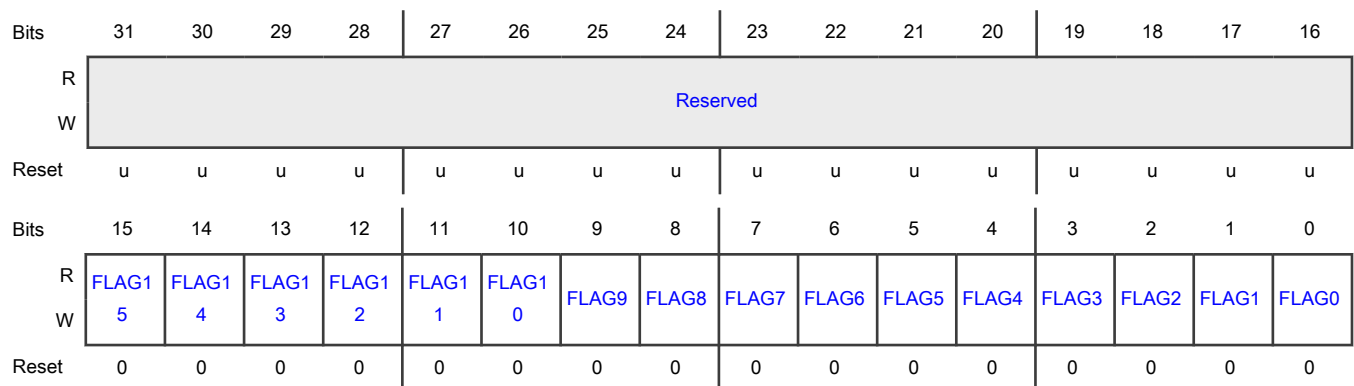 Bits 31 30 29 28 27 26 25 24 23 22 21 20 19 18 17 16
R
Reserved
W
Reset u u u u u u u u u u u u u u u u
Bits 15 14 13 12 11 10 9 8 7 6 5 4 3 2 1 0
R FLAG1 FLAG1 FLAG1 FLAG1 FLAG1 FLAG1 FLAG9 FLAG8 FLAG7 FLAG6 FLAG5 FLAG4 FLAG3 FLAG2 FLAG1 FLAG0
W 5 4 3 2 1 0
Reset 0 0 0 0 0 0 0 0 0 0 0 0 0 0 0 0